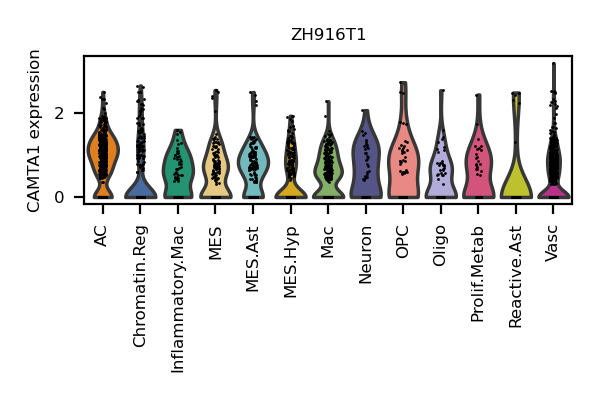 ZH916T1
CAMTA1 expression
2
0
AC
Chromatin.Reg
Inflammatory.Mac
MES
MES.Ast
MES.Hyp
Mac
Neuron
OPC
Oligo
Prolif.Metab
Reactive.Ast
Vasc